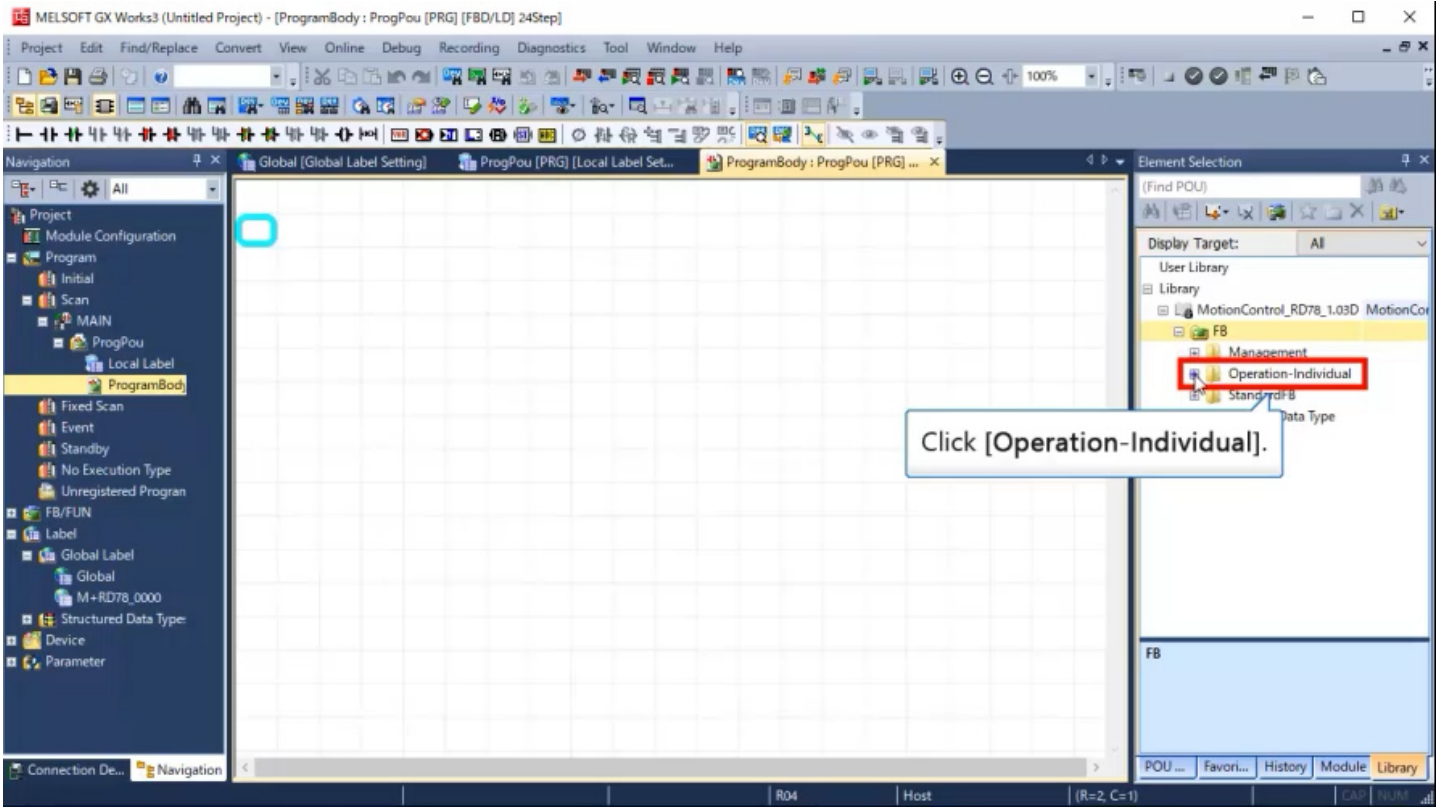 MELSOFT GX Works3 (Untitled Project) - [ProgramBody : ProgPou [PRG] [FBD/LD] 24Step]
Project Edit Find/Replace Convert View Online Debug Recording Diagnostics Tool Window Help
100%
Navigation
Global [Global Label Setting]
ProgPou [PRG] [Local Label Set...
ProgramBody : ProgPou [PRG] ...
Element Selection
All
(Find POU)
Project
Module Configuration
Program
Initial
Scan
MAIN
ProgPou
Local Label
ProgramBody
Fixed Scan
Event
Standby
No Execution Type
Unregistered Program
FB/FUN
Label
Global Label
Global
M+RD78_0000
Structured Data Type
Device
Parameter
Display Target: All
User Library
Library
MotionControl_RD78_1.03D MotionCor
FB
Management
Operation-Individual
StandardFB
Data Type
Click [Operation-Individual].
FB
Connection De... Navigation
POU ... Favori... History Module Library
R04 Host (R=2, C=1) CAP NUM